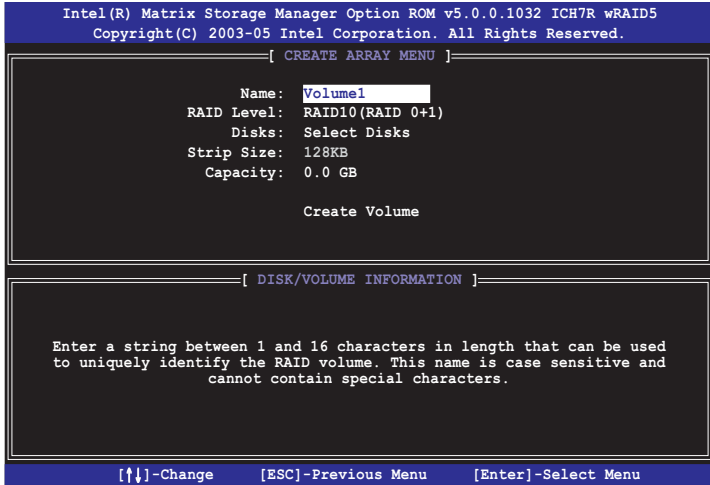 Intel(R) Matrix Storage Manager Option ROM v5.0.0.1032 ICH7R wRAID5
Copyright(C) 2003-05 Intel Corporation. All Rights Reserved.
[ CREATE ARRAY MENU ]
Name: Volume1
RAID Level: RAID10(RAID 0+1)
Disks: Select Disks
Strip Size: 128KB
Capacity: 0.0 GB
Create Volume
[ DISK/VOLUME INFORMATION ]
Enter a string between 1 and 16 characters in length that can be used
to uniquely identify the RAID volume. This name is case sensitive and
cannot contain special characters.
[↑↓]-Change [ESC]-Previous Menu [Enter]-Select Menu